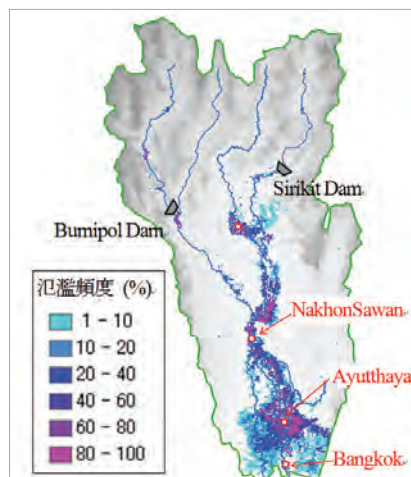 Sirikit Dam
Bumipol Dam
氾濫頻度 (%)
1 - 10
10 - 20
20 - 40
40 - 60
60 - 80
80 - 100
NakhonSawan
Ayutthaya
Bangkok